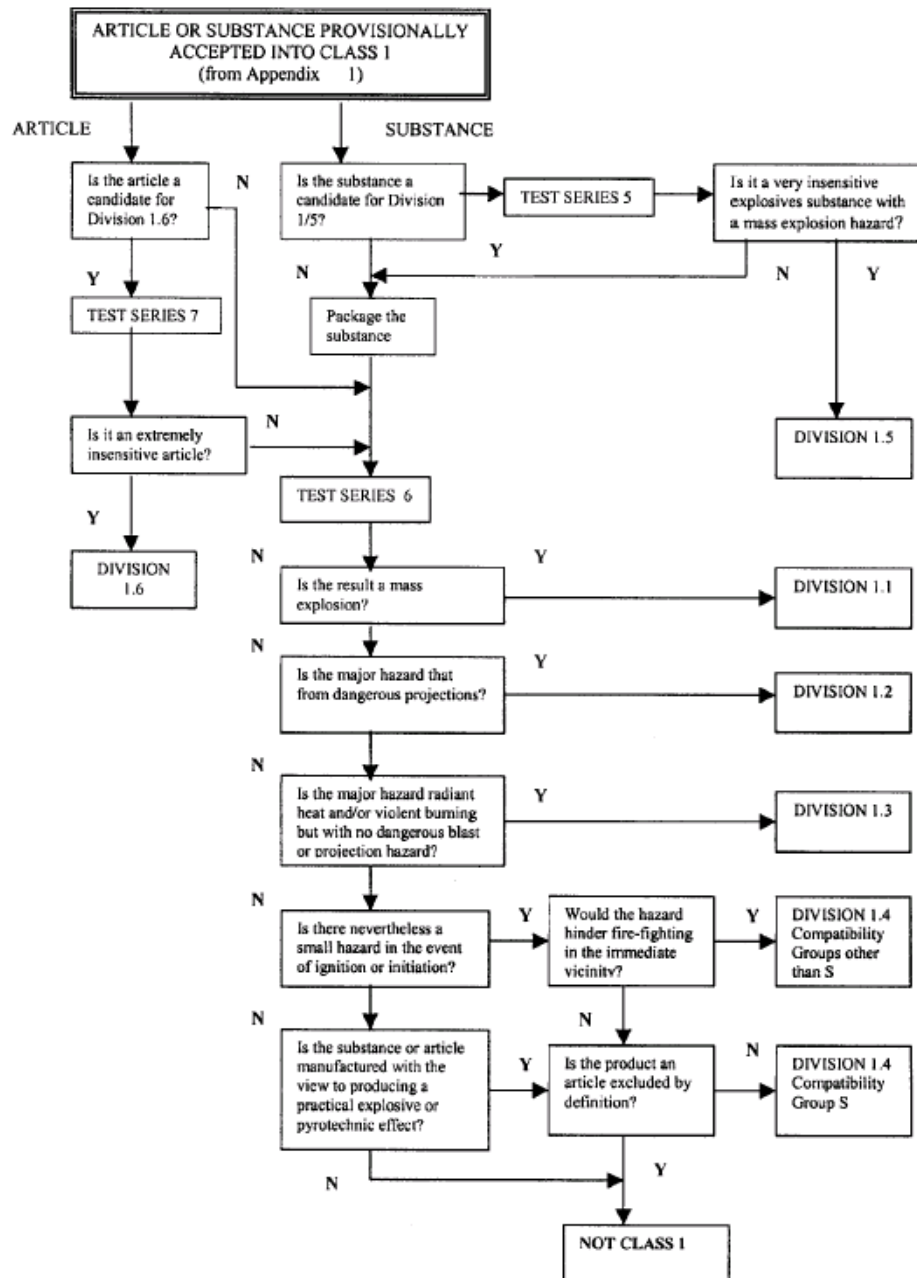 ARTICLE OR SUBSTANCE PROVISIONALLY
ACCEPTED INTO CLASS 1
(from Appendix 1)
ARTICLE
SUBSTANCE
Is the article a
candidate for
Division 1.6?
N
Is the substance a
candidate for Division
1/5?
TEST SERIES 5
Is it a very insensitive
explosives substance with
a mass explosion hazard?
Y
N
Y
N
Y
TEST SERIES 7
Package the
substance
Is it an extremely
insensitive article?
N
DIVISION 1.5
TEST SERIES 6
Y
DIVISION
1.6
N
Y
Is the result a mass
explosion?
DIVISION 1.1
N
Y
Is the major hazard that
from dangerous projections?
DIVISION 1.2
N
Y
Is the major hazard radiant
heat and/or violent burning
but with no dangerous blast
or projection hazard?
DIVISION 1.3
N
Is there nevertheless a
small hazard in the event
of ignition or initiation?
Y
Would the hazard
hinder fire-fighting
in the immediate
vicinity?
Y
DIVISION 1.4
Compatibility
Groups other
than S
N
N
Is the substance or article
manufactured with the
view to producing a
practical explosive or
pyrotechnic effect?
Y
Is the product an
article excluded by
definition?
N
DIVISION 1.4
Compatibility
Group S
N
Y
NOT CLASS 1